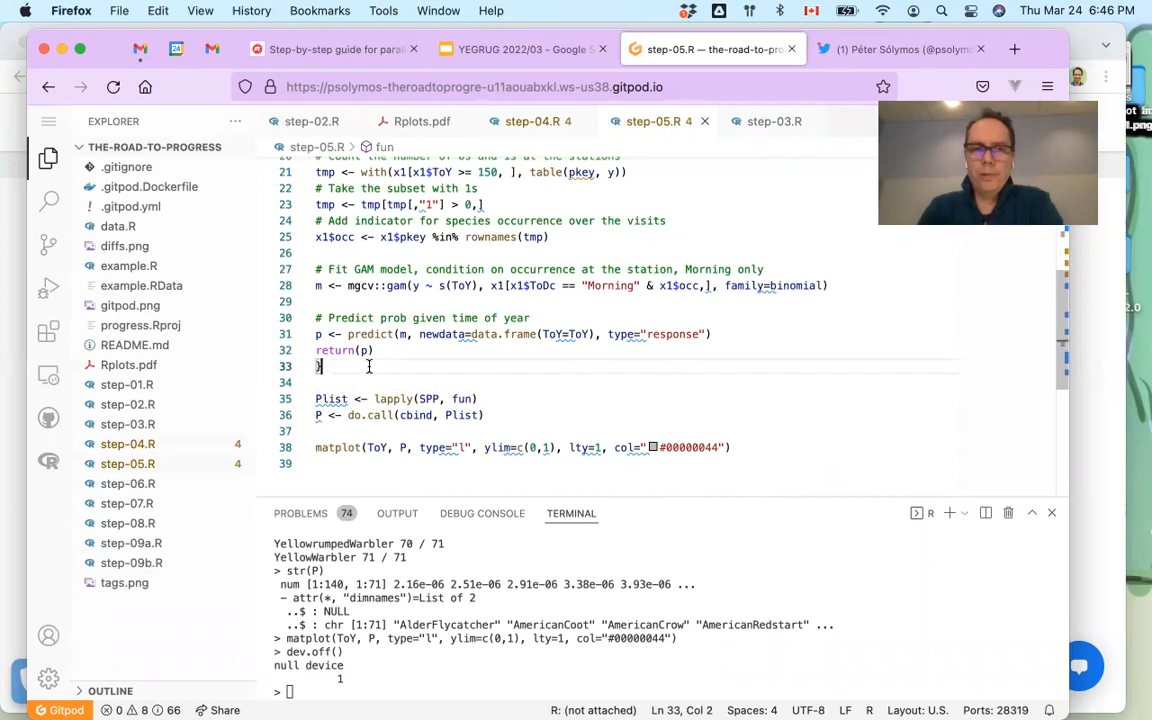 Firefox File Edit View History Bookmarks Tools Window Help Thu Mar 24 6:46 PM
Step-by-step guide for paral
YEGRUG 2022/03 - Google S
step-05.R — the-road-to-pro
(1) Péter Sólymos (@psolym
https://psolymos-theroadtoprogre-u11aouabxkl.ws-us38.gitpod.io
EXPLORER
step-02.R Rplots.pdf step-04.R 4 step-05.R 4 step-03.R
THE-ROAD-TO-PROGRESS
step-05.R > fun
.gitignore
.gitpod.Dockerfile
.gitpod.yml
data.R
diffs.png
example.R
example.RData
gitpod.png
progress.Rproj
README.md
Rplots.pdf
step-01.R
step-02.R
step-03.R
step-04.R 4
step-05.R 4
step-06.R
step-07.R
step-08.R
step-09a.R
step-09b.R
tags.png
OUTLINE
TIMELINE
20 # Count the number of 0s and 1s at the stations
21 tmp <- with(x1[x1$ToY >= 150, ], table(pkey, y))
22 # Take the subset with 1s
23 tmp <- tmp[tmp[,"1"] > 0,]
24 # Add indicator for species occurrence over the visits
25 x1$occ <- x1$pkey %in% rownames(tmp)
26
27 # Fit GAM model, condition on occurrence at the station, Morning only
28 m <- mgcv::gam(y ~ s(ToY), x1[x1$ToDc == "Morning" & x1$occ,], family=binomial)
29
30 # Predict prob given time of year
31 p <- predict(m, newdata=data.frame(ToY=ToY), type="response")
32 return(p)
33 }
34
35 Plist <- lapply(SPP, fun)
36 P <- do.call(cbind, Plist)
37
38 matplot(ToY, P, type="l", ylim=c(0,1), lty=1, col="#00000044")
39
PROBLEMS 74 OUTPUT DEBUG CONSOLE TERMINAL R
YellowrumpedWarbler 70 / 71
YellowWarbler 71 / 71
> str(P)
num [1:140, 1:71] 2.16e-06 2.51e-06 2.91e-06 3.38e-06 3.93e-06 ...
- attr(*, "dimnames")=List of 2
..$ : NULL
..$ : chr [1:71] "AlderFlycatcher" "AmericanCoot" "AmericanCrow" "AmericanRedstart" ...
> matplot(ToY, P, type="l", ylim=c(0,1), lty=1, col="#00000044")
> dev.off()
null device
1
>
Gitpod 0 8 66 Share R: (not attached) Ln 33, Col 2 Spaces: 4 UTF-8 LF R Layout: U.S. Ports: 28319